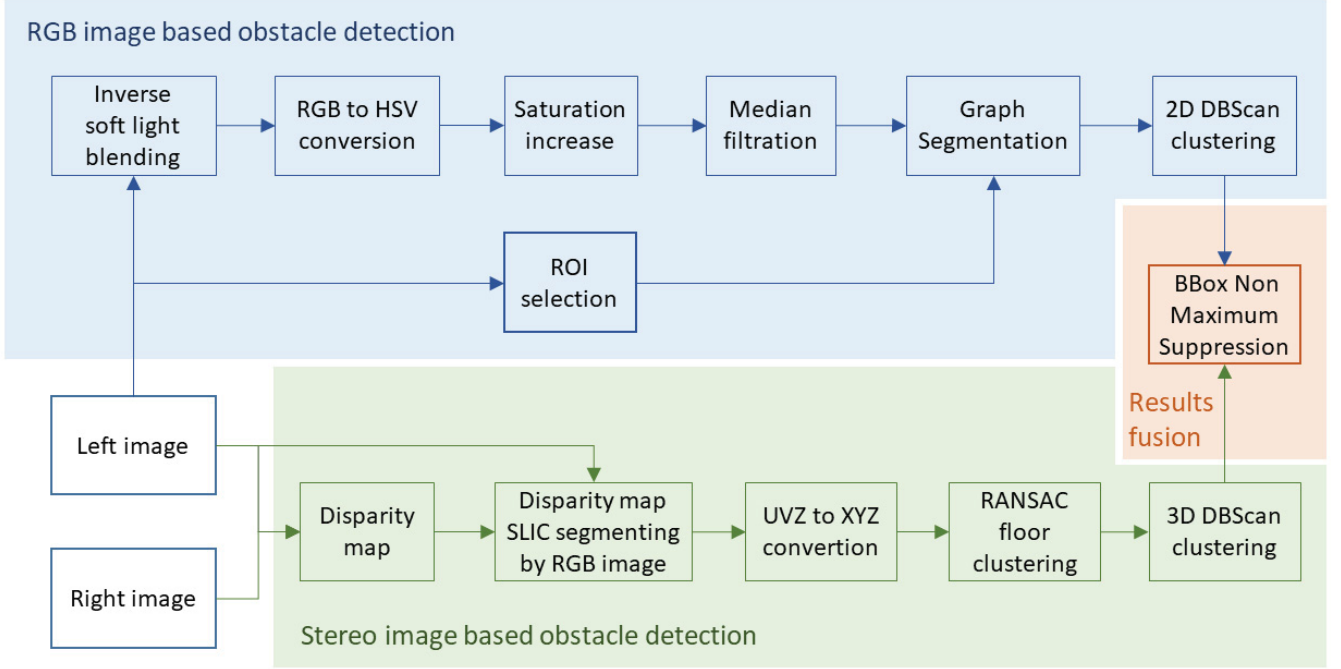 RGB image based obstacle detection
Inverse
soft light
blending
RGB to HSV
conversion
Saturation
increase
Median
filtration
Graph
Segmentation
2D DBScan
clustering
ROI
selection
BBox Non
Maximum
Suppression
Results
fusion
Left image
Right image
Disparity
map
Disparity map
SLIC segmenting
by RGB image
UVZ to XYZ
convertion
RANSAC
floor
clustering
3D DBScan
clustering
Stereo image based obstacle detection